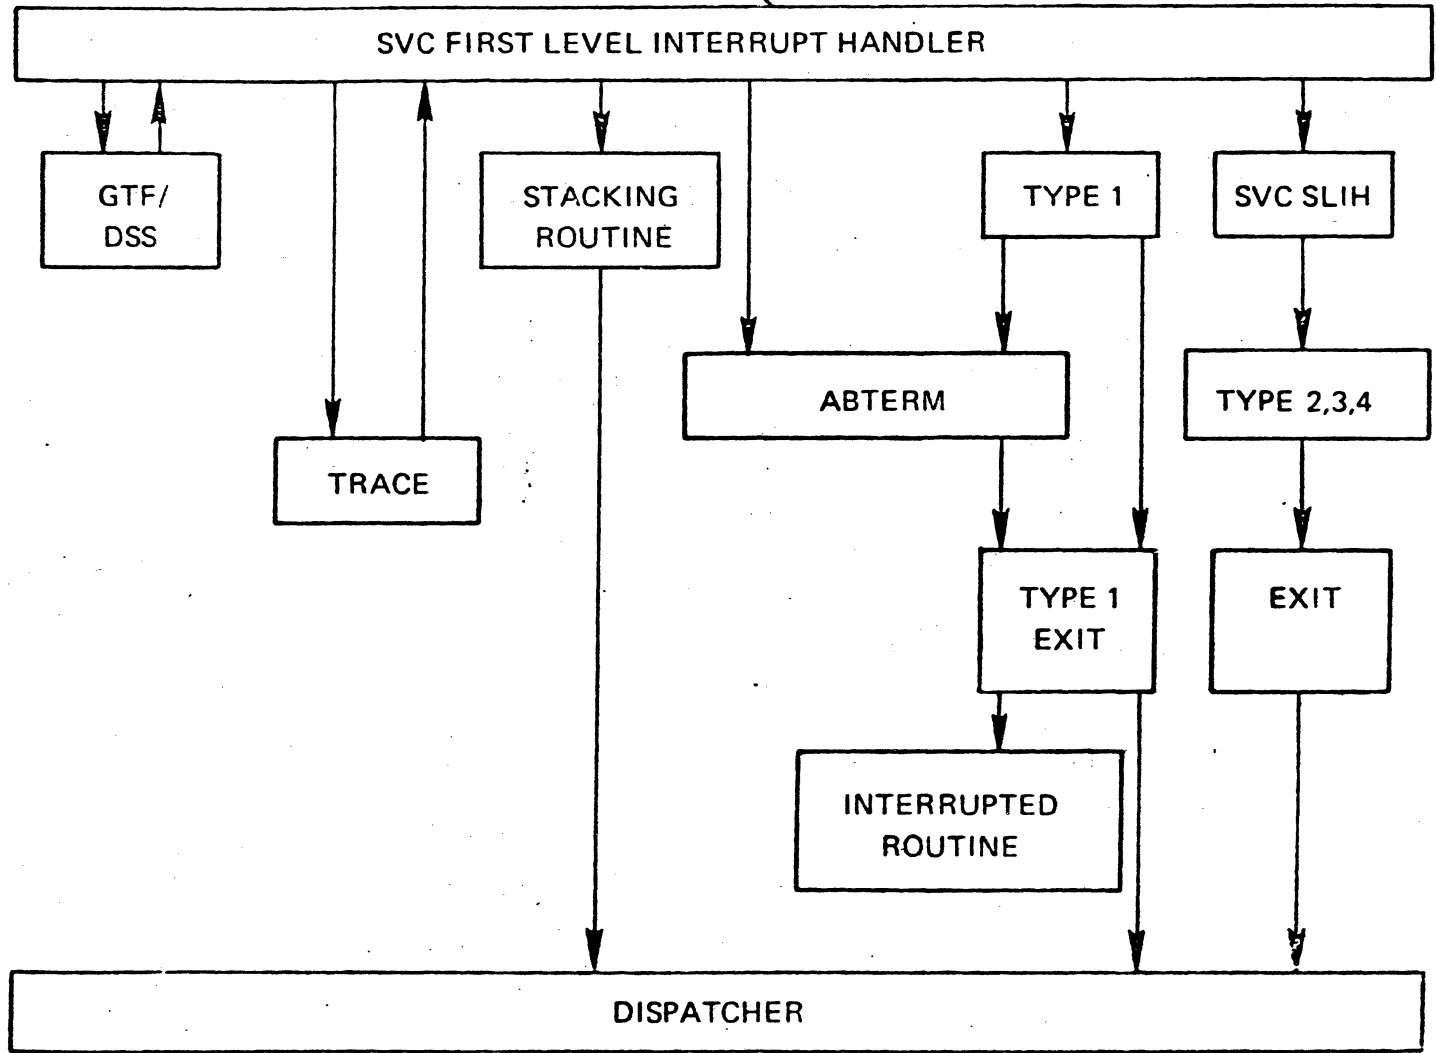 SVC FIRST LEVEL INTERRUPT HANDLER
GTF/
DSS
STACKING
ROUTINE
TYPE 1
SVC SLIH
ABTERM
TYPE 2,3,4
TRACE
TYPE 1
EXIT
EXIT
INTERRUPTED
ROUTINE
DISPATCHER